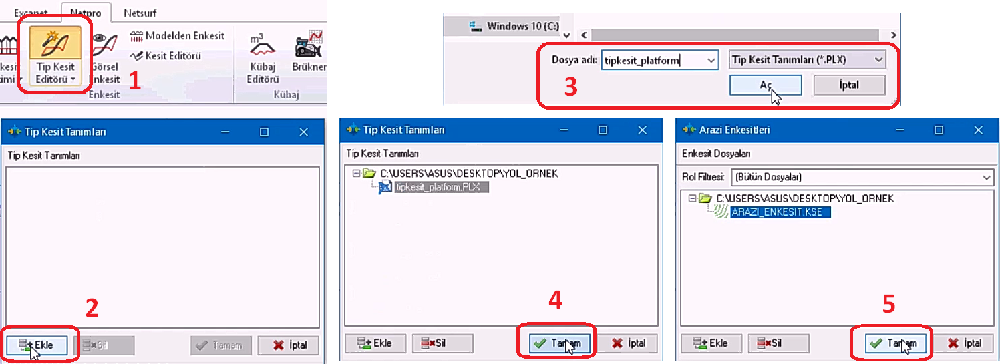 Netpro
Netsurf
Modelden Enkesit
Kesit Editörü
Tip Kesit
Editörü
Görsel
Enkesit
1
m³
Kübaj
Editörü
Brükner
Enkesit
Kübaj
Windows 10 (C:)
Dosya adı:
tipkesit_platform
Tip Kesit Tanımları (*.PLX)
3
Aç
İptal
Tip Kesit Tanımları
Tip Kesit Tanımları
2
Ekle
Sil
Tamam
İptal
Tip Kesit Tanımları
Tip Kesit Tanımları
C:\USERS\ASUS\DESKTOP\YOL_ORNEK
tipkesit_platform.PLX
4
Ekle
Sil
Tamam
İptal
Arazi Enkesitleri
Enkesit Dosyaları
Rol Filtresi:
(Bütün Dosyalar)
C:\USERS\ASUS\DESKTOP\YOL_ORNEK
ARAZI_ENKESIT.KSE
5
Ekle
Sil
Tamam
İptal